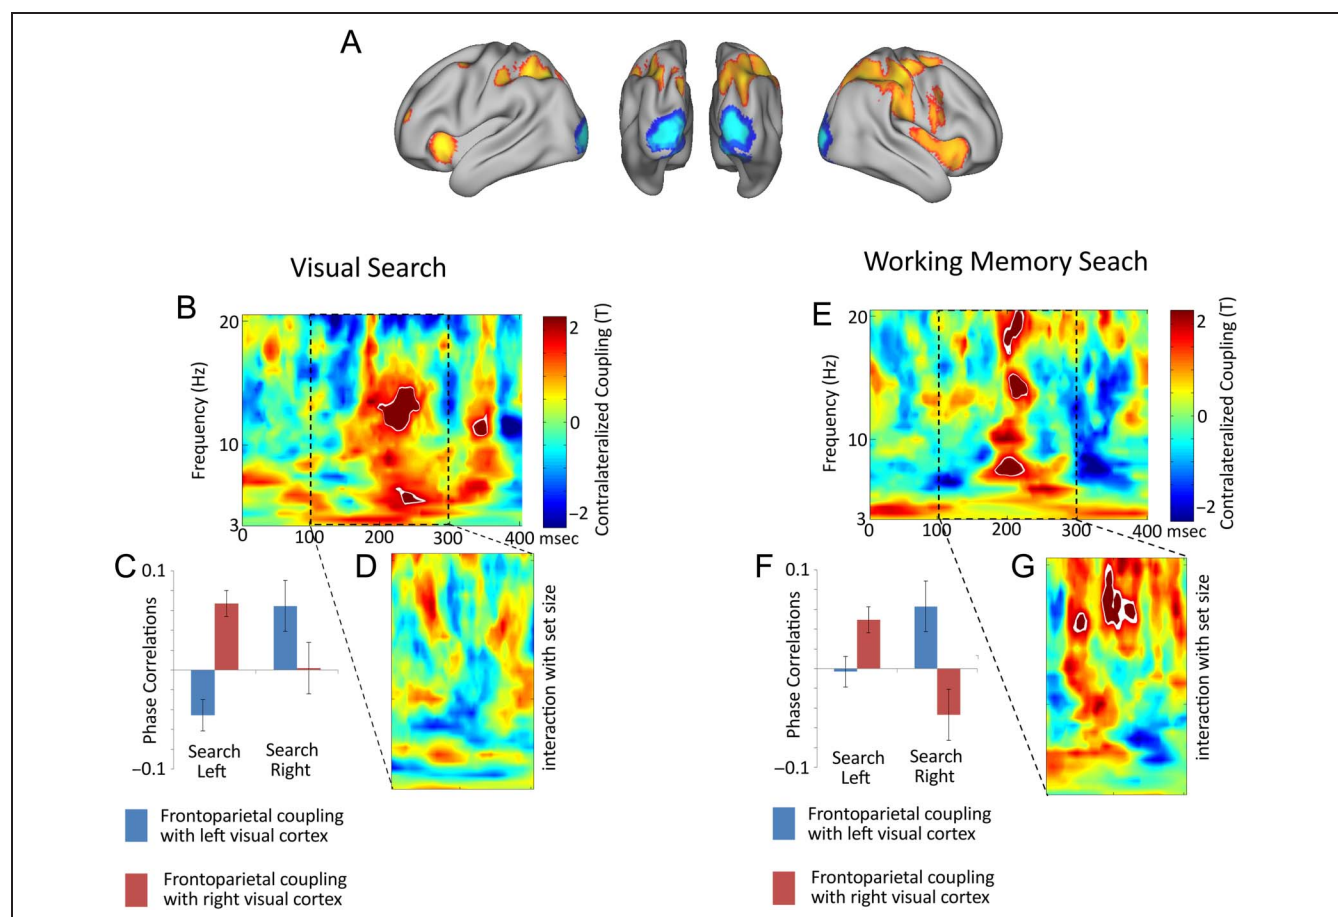 A
Visual Search
B
20
10
3
Frequency (Hz)
0
100
200
300
400
msec
2
0
−2
Contralateralized Coupling (T)
C
0.1
−0.1
Phase Correlations
Search
Left
Search
Right
D
interaction with set size
Frontoparietal coupling
with left visual cortex
Frontoparietal coupling
with right visual cortex
Working Memory Seach
E
20
10
3
Frequency (Hz)
0
100
200
300
400
msec
2
0
−2
Contralateralized Coupling (T)
F
0.1
−0.1
Phase Correlations
Search
Left
Search
Right
G
interaction with set size
Frontoparietal coupling
with left visual cortex
Frontoparietal coupling
with right visual cortex